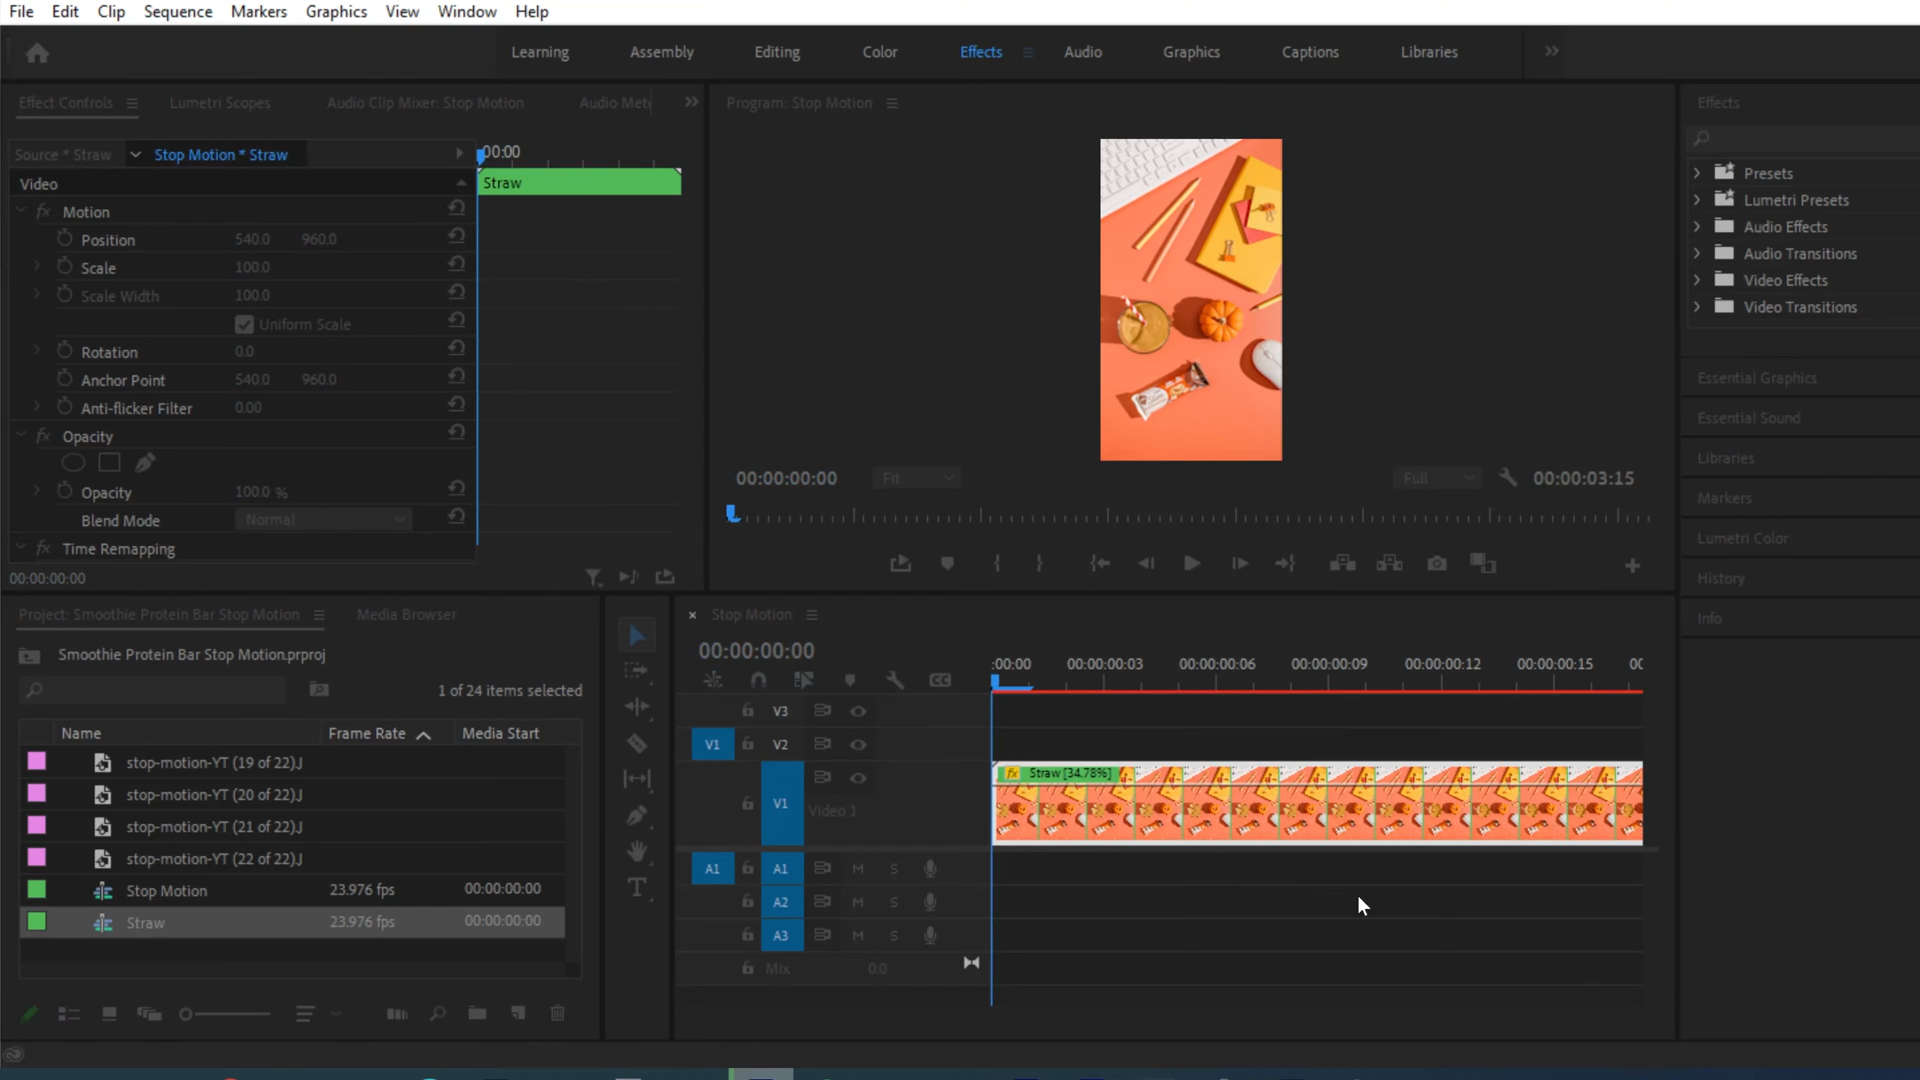 File Edit Clip Sequence Markers Graphics View Window Help
Learning Assembly Editing Color Effects Audio Graphics Captions Libraries
Effect Controls Lumetri Scopes Audio Clip Mixer: Stop Motion Audio Met
Source * Straw Stop Motion * Straw
:00:00
Video
Straw
Motion
Position 540.0 960.0
Scale 100.0
Scale Width 100.0
Uniform Scale
Rotation 0.0
Anchor Point 540.0 960.0
Anti-flicker Filter 0.00
Opacity
Opacity 100.0 %
Blend Mode Normal
Time Remapping
00:00:00:00
Program: Stop Motion
00:00:00:00 Fit Full 00:00:03:15
Effects
Presets
Lumetri Presets
Audio Effects
Audio Transitions
Video Effects
Video Transitions
Essential Graphics
Essential Sound
Libraries
Markers
Lumetri Color
History
Info
Project: Smoothie Protein Bar Stop Motion Media Browser
Smoothie Protein Bar Stop Motion.prproj
1 of 24 items selected
Name Frame Rate Media Start
stop-motion-YT (19 of 22).J
stop-motion-YT (20 of 22).J
stop-motion-YT (21 of 22).J
stop-motion-YT (22 of 22).J
Stop Motion 23.976 fps 00:00:00:00
Straw 23.976 fps 00:00:00:00
Stop Motion
00:00:00:00
:00:00 00:00:00:03 00:00:00:06 00:00:00:09 00:00:00:12 00:00:00:15 00
V3
V1 V2
V1 Video 1
Straw [34.78%]
A1 A1 M S
A2 M S
A3 M S
Mix 0.0